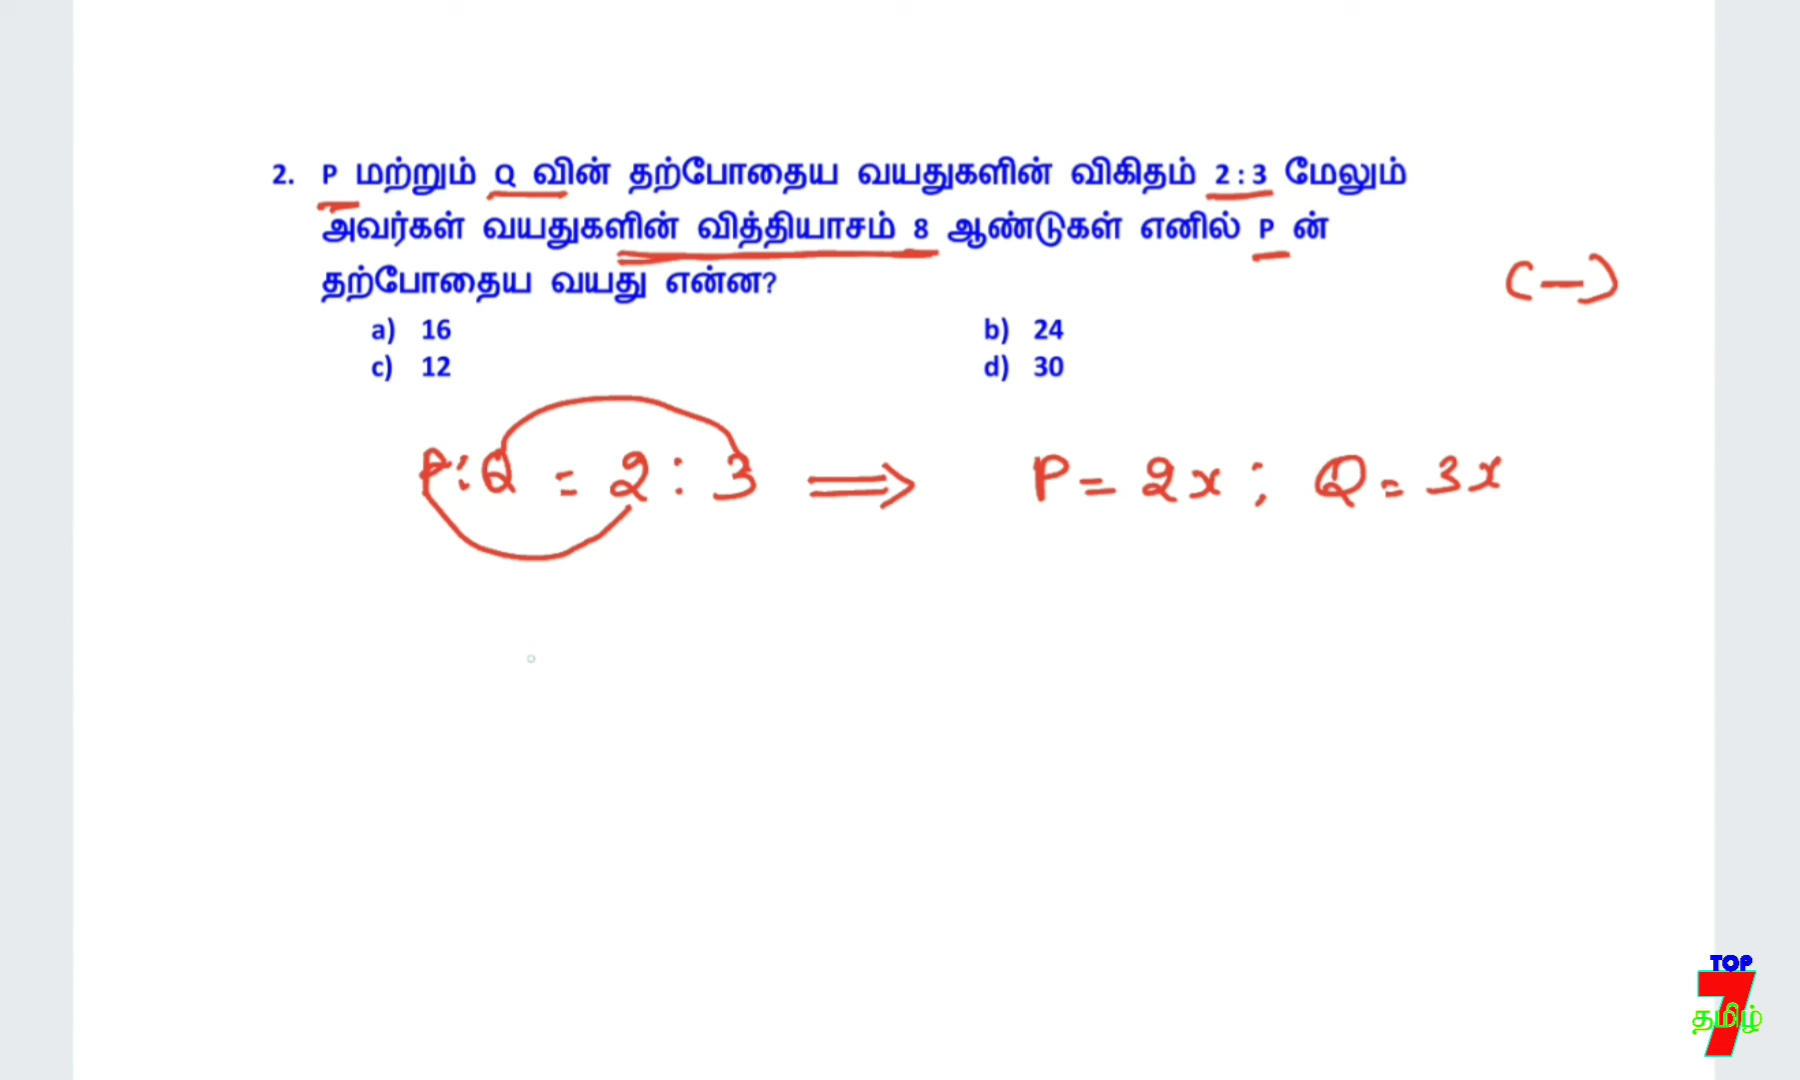 2. P மற்றும் Q வின் தற்போதைய வயதுகளின் விகிதம் 2 : 3 மேலும்
அவர்கள் வயதுகளின் வித்தியாசம் 8 ஆண்டுகள் எனில் P ன்
தற்போதைய வயது என்ன?
(—)
a) 16 b) 24
c) 12 d) 30
P : Q = 2 : 3 ⟹ P = 2x ; Q = 3x
TOP
7
தமிழ்